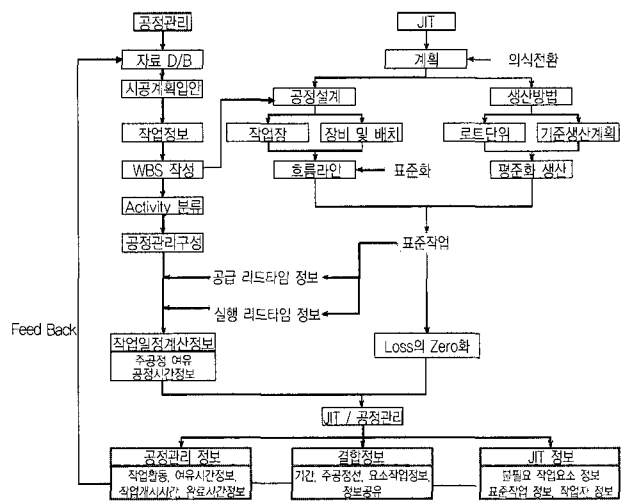 공정관리
JIT
자료 D/B
계획
의식전환
시공계획입안
공정설계
생산방법
작업정보
작업장
장비 및 배치
로트단위
기준생산계획
WBS 작성
흐름라인
표준화
평준화 생산
Activity 분류
공정관리구성
표준작업
공급 리드타임 정보
실행 리드타임 정보
Feed Back
작업일정계산정보
주공정 여유
공정시간정보
Loss의 Zero화
JIT / 공정관리
공정관리 정보
작업활동, 여유시간정보,
작업개시시간, 완료시간정보
결합정보
기간, 주공정선, 요소작업정보
정보공유
JIT 정보
불필요 작업요소 정보
표준작업 정보, 작업자 정보